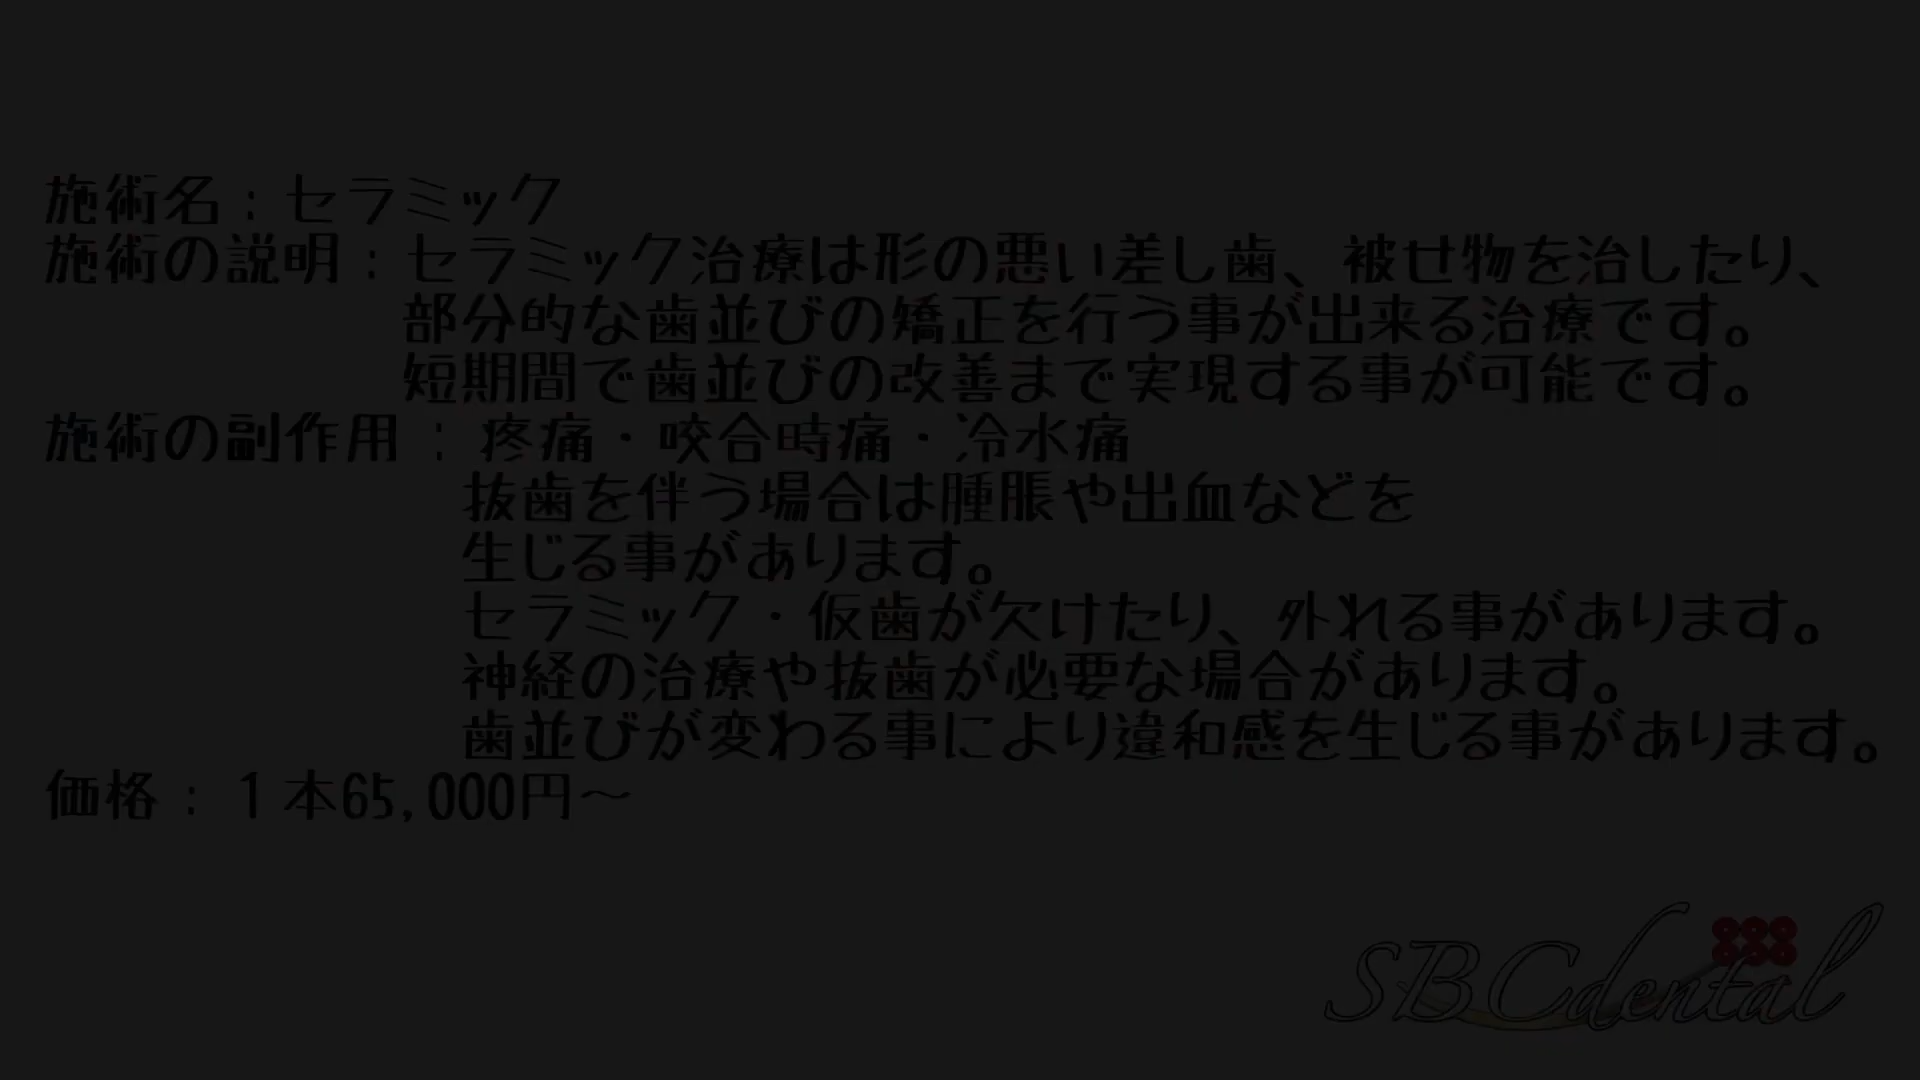 施術名：セラミック
施術の説明：セラミック治療は形の悪い差し歯、被せ物を治したり、
部分的な歯並びの矯正を行う事が出来る治療です。
短期間で歯並びの改善まで実現する事が可能です。
施術の副作用：疼痛・咬合時痛・冷水痛
抜歯を伴う場合は腫脹や出血などを
生じる事があります。
セラミック・仮歯が欠けたり、外れる事があります。
神経の治療や抜歯が必要な場合があります。
歯並びが変わる事により違和感を生じる事があります。
価格：１本65,000円～
SBCdental